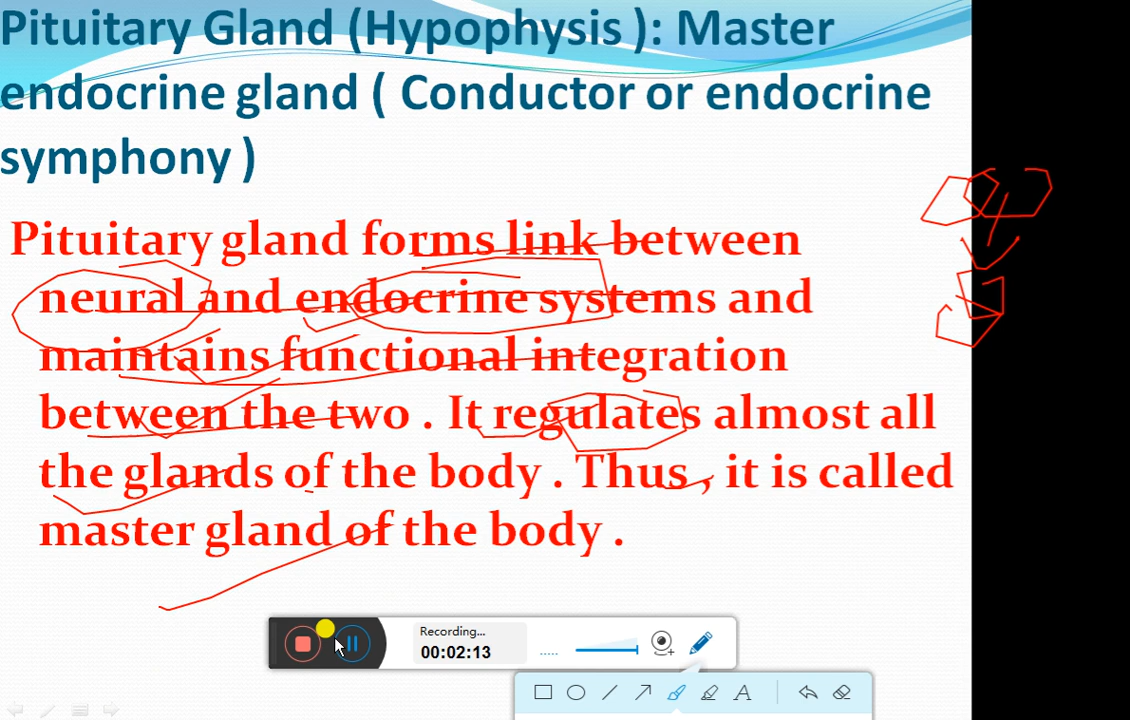 Pituitary Gland (Hypophysis ): Master
endocrine gland ( Conductor or endocrine
symphony )
Pituitary gland forms link between
neural and endocrine systems and
maintains functional integration
between the two . It regulates almost all
the glands of the body . Thus , it is called
master gland of the body .
Recording...
00:02:13
A